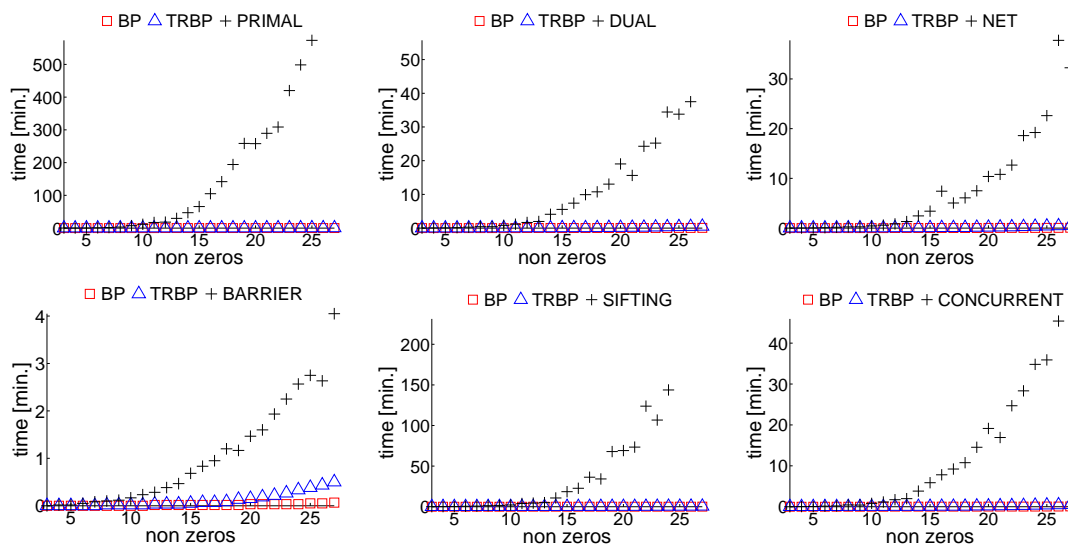 BP TRBP PRIMAL
time [min.]
500
400
300
200
100
0
5 10 15 20 25
non zeros
BP TRBP DUAL
time [min.]
50
40
30
20
10
0
5 10 15 20 25
non zeros
BP TRBP NET
time [min.]
30
20
10
0
5 10 15 20 25
non zeros
BP TRBP BARRIER
time [min.]
4
3
2
1
0
5 10 15 20 25
non zeros
BP TRBP SIFTING
time [min.]
200
150
100
50
0
5 10 15 20 25
non zeros
BP TRBP CONCURRENT
time [min.]
40
30
20
10
0
5 10 15 20 25
non zeros